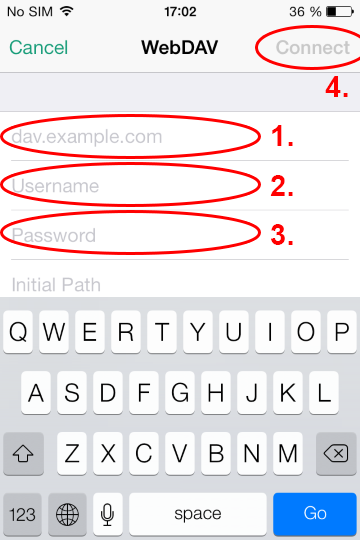 No SIM 17:02 36 %
Cancel WebDAV Connect
4.
dav.example.com 1.
Username 2.
Password 3.
Initial Path
Q W E R T Y U I O P
A S D F G H J K L
Z X C V B N M
123 space Go